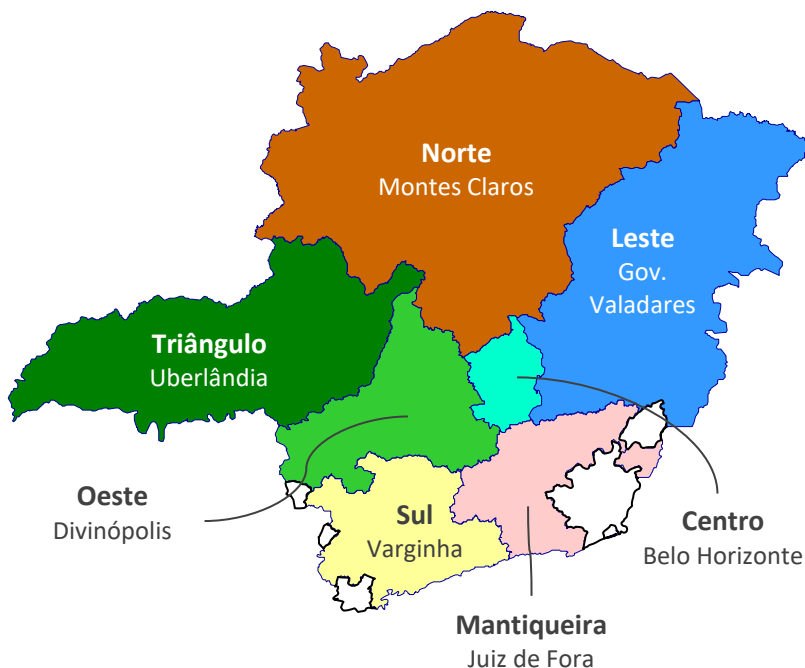 Norte
Montes Claros
Leste
Gov.
Valadares
Triângulo
Uberlândia
Oeste
Divinópolis
Sul
Varginha
Centro
Belo Horizonte
Mantiqueira
Juiz de Fora